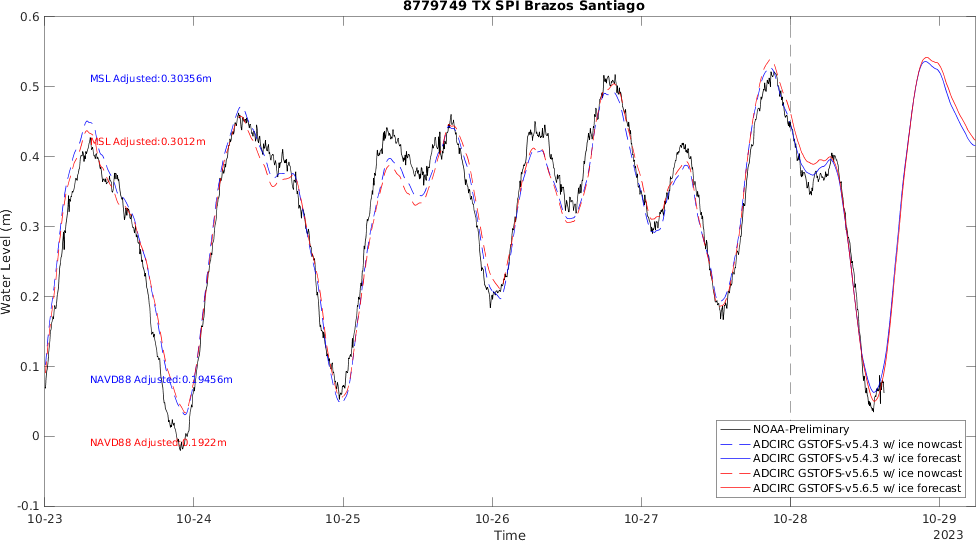 8779749 TX SPI Brazos Santiago
0.6
0.5
0.4
0.3
0.2
0.1
0
-0.1
Water Level (m)
MSL Adjusted:0.30356m
MSL Adjusted:0.3012m
NAVD88 Adjusted:0.19456m
NAVD88 Adjusted:0.1922m
NOAA-Preliminary
ADCIRC GSTOFS-v5.4.3 w/ ice nowcast
ADCIRC GSTOFS-v5.4.3 w/ ice forecast
ADCIRC GSTOFS-v5.6.5 w/ ice nowcast
ADCIRC GSTOFS-v5.6.5 w/ ice forecast
10-23 10-24 10-25 10-26 10-27 10-28 10-29
Time
2023